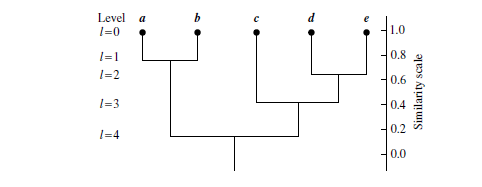 Level a b c d e
l=0 1.0
l=1 0.8
l=2 0.6
l=3 0.4
l=4 0.2
0.0
Similarity scale